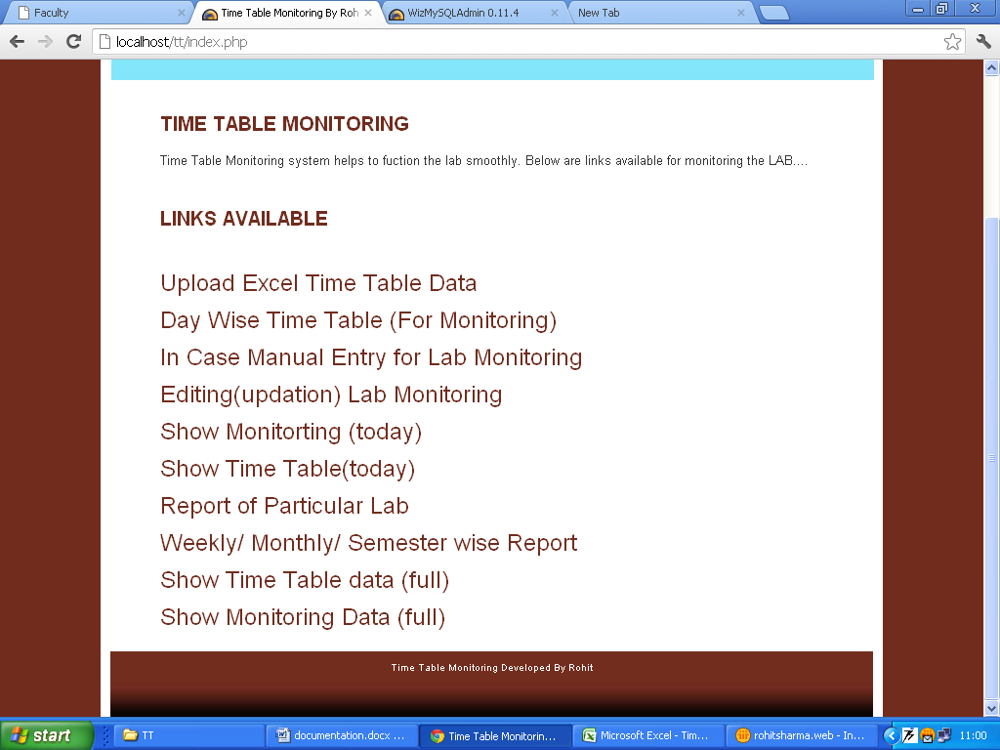 Faculty
Time Table Monitoring By Roh
WizMySQLAdmin 0.11.4
New Tab
localhost/tt/index.php
TIME TABLE MONITORING
Time Table Monitoring system helps to fuction the lab smoothly. Below are links available for monitoring the LAB....
LINKS AVAILABLE
Upload Excel Time Table Data
Day Wise Time Table (For Monitoring)
In Case Manual Entry for Lab Monitoring
Editing(updation) Lab Monitoring
Show Monitorting (today)
Show Time Table(today)
Report of Particular Lab
Weekly/ Monthly/ Semester wise Report
Show Time Table data (full)
Show Monitoring Data (full)
Time Table Monitoring Developed By Rohit
start
TT
documentation.docx ...
Time Table Monitorin...
Microsoft Excel - Tim...
rohitsharma.web - In...
11:00